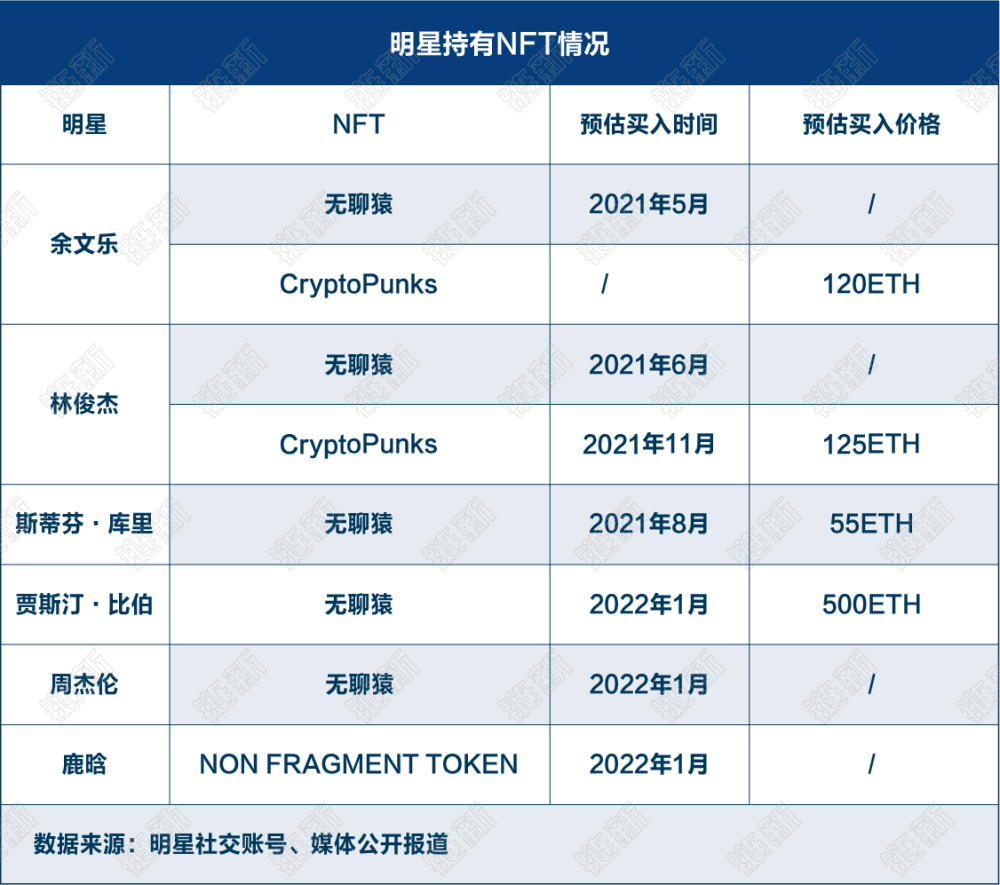 明星持有NFT情况
明星 NFT 预估买入时间 预估买入价格
余文乐 无聊猿 2021年5月 /
CryptoPunks / 120ETH
林俊杰 无聊猿 2021年6月 /
CryptoPunks 2021年11月 125ETH
斯蒂芬·库里 无聊猿 2021年8月 55ETH
贾斯汀·比伯 无聊猿 2022年1月 500ETH
周杰伦 无聊猿 2022年1月 /
鹿晗 NON FRAGMENT TOKEN 2022年1月 /
数据来源：明星社交账号、媒体公开报道